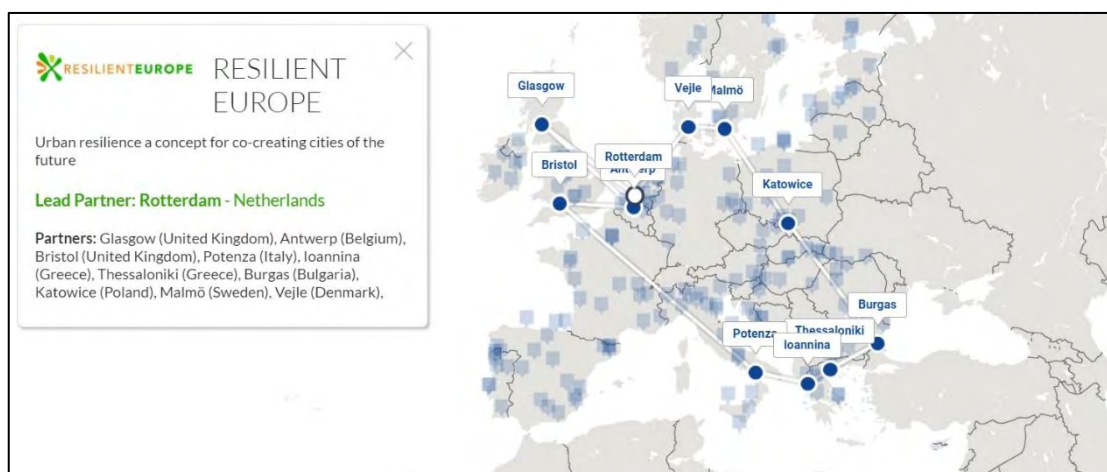 RESILIENTEUROPE
RESILIENT
EUROPE
Urban resilience a concept for co-creating cities of the
future
Lead Partner: Rotterdam - Netherlands
Partners: Glasgow (United Kingdom), Antwerp (Belgium),
Bristol (United Kingdom), Potenza (Italy), Ioannina
(Greece), Thessaloniki (Greece), Burgas (Bulgaria),
Katowice (Poland), Malmö (Sweden), Vejle (Denmark),
Glasgow
Vejle
Malmö
Bristol
Rotterdam
Antwerp
Katowice
Burgas
Potenza
Thessaloniki
Ioannina